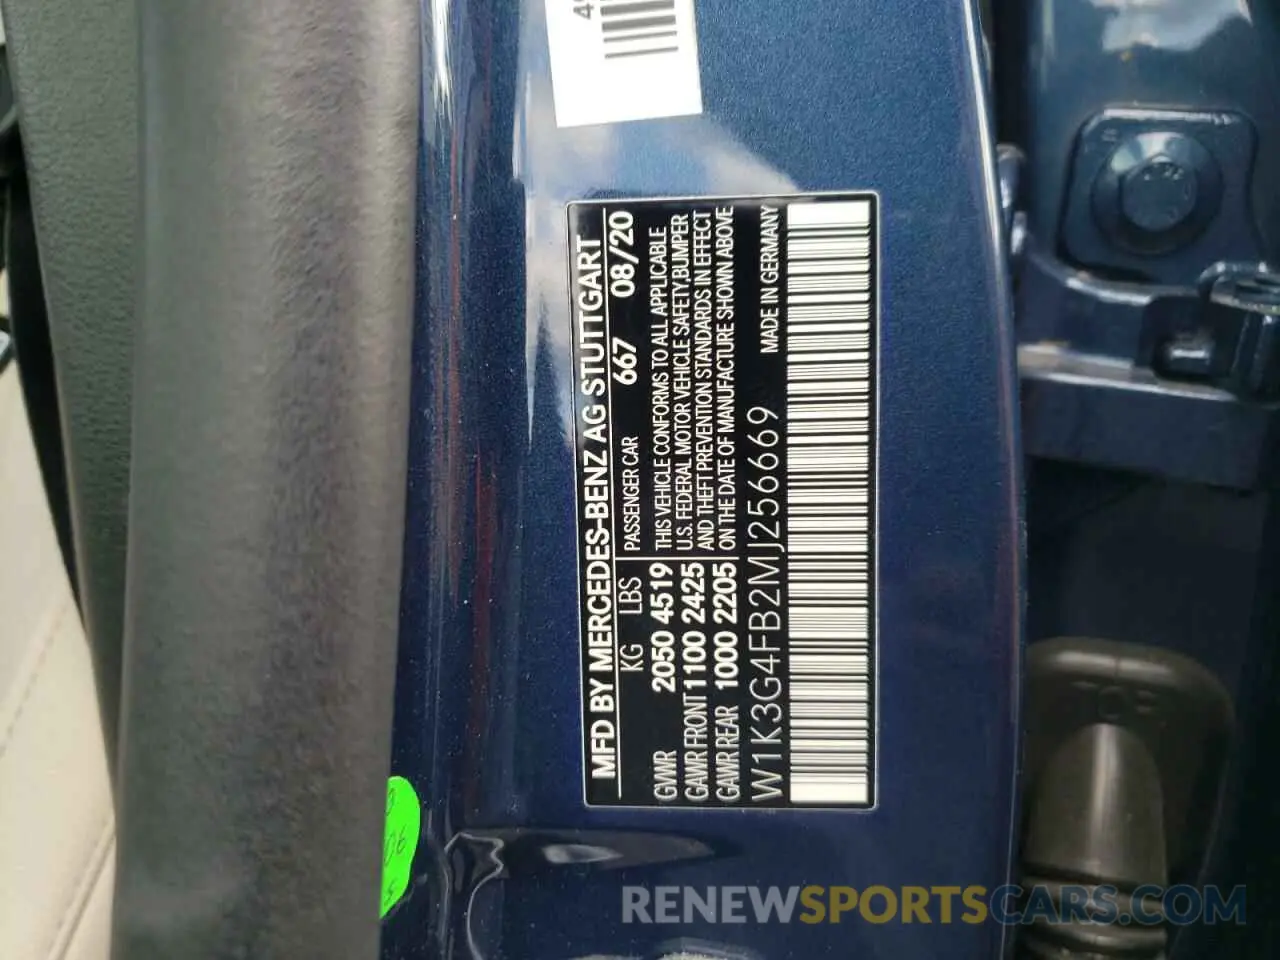 MFD BY MERCEDES-BENZ AG STUTTGART
KG LBS PASSENGER CAR 667 08/20
GVWR 2050 4519
GAWR FRONT 1100 2425
GAWR REAR 1000 2205
THIS VEHICLE CONFORMS TO ALL APPLICABLE
U.S. FEDERAL MOTOR VEHICLE SAFETY,BUMPER
AND THEFT PREVENTION STANDARDS IN EFFECT
ON THE DATE OF MANUFACTURE SHOWN ABOVE
W1K3G4FB2MJ256669 MADE IN GERMANY
TOP
RENEWSPORTSCARS.COM